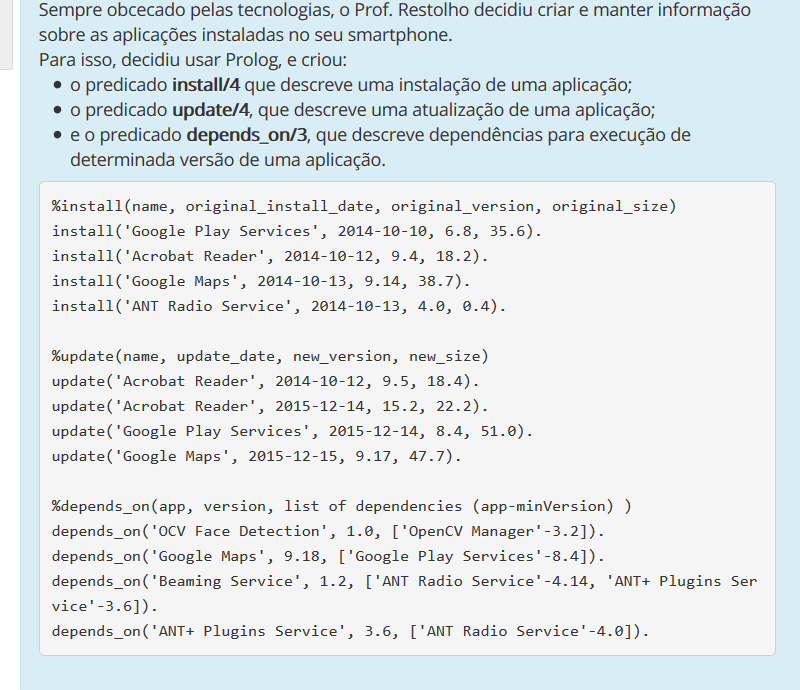 Sempre obcecado pelas tecnologias, o Prof. Restolho decidiu criar e manter informação
sobre as aplicações instaladas no seu smartphone.
Para isso, decidiu usar Prolog, e criou:
• o predicado install/4 que descreve uma instalação de uma aplicação;
• o predicado update/4, que descreve uma atualização de uma aplicação;
• e o predicado depends_on/3, que descreve dependências para execução de
determinada versão de uma aplicação.
%install(name, original_install_date, original_version, original_size)
install('Google Play Services', 2014-10-10, 6.8, 35.6).
install('Acrobat Reader', 2014-10-12, 9.4, 18.2).
install('Google Maps', 2014-10-13, 9.14, 38.7).
install('ANT Radio Service', 2014-10-13, 4.0, 0.4).
%update(name, update_date, new_version, new_size)
update('Acrobat Reader', 2014-10-12, 9.5, 18.4).
update('Acrobat Reader', 2015-12-14, 15.2, 22.2).
update('Google Play Services', 2015-12-14, 8.4, 51.0).
update('Google Maps', 2015-12-15, 9.17, 47.7).
%depends_on(app, version, list of dependencies (app-minVersion) )
depends_on('OCV Face Detection', 1.0, ['OpenCV Manager'-3.2]).
depends_on('Google Maps', 9.18, ['Google Play Services'-8.4]).
depends_on('Beaming Service', 1.2, ['ANT Radio Service'-4.14, 'ANT+ Plugins Ser
vice'-3.6]).
depends_on('ANT+ Plugins Service', 3.6, ['ANT Radio Service'-4.0]).